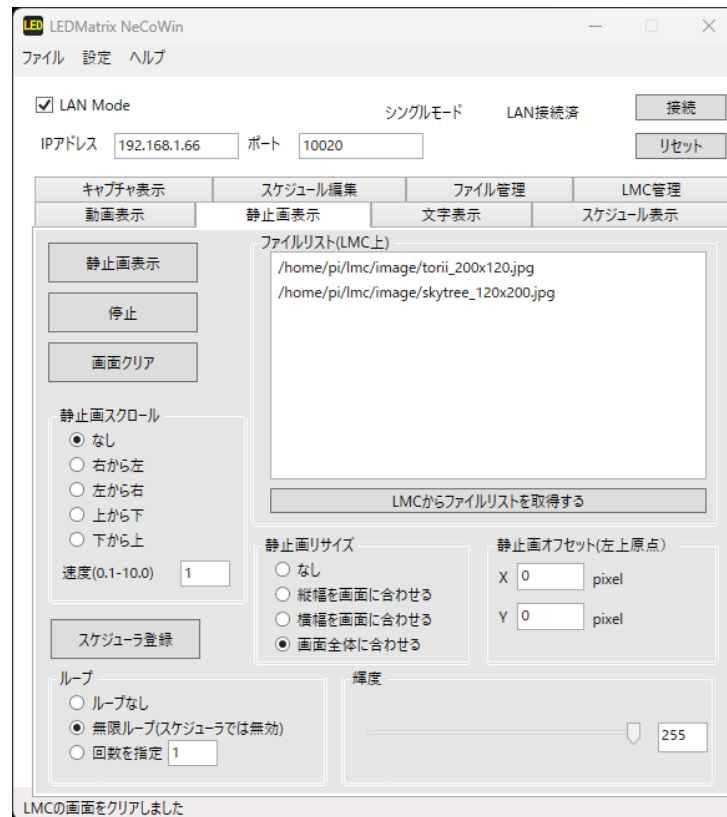 LED LEDMatrix NeCoWin
ファイル 設定 ヘルプ
LAN Mode シングルモード LAN接続済 接続
IPアドレス 192.168.1.66 ポート 10020 リセット
キャプチャ表示 スケジュール編集 ファイル管理 LMC管理
動画表示 静止画表示 文字表示 スケジュール表示
静止画表示
停止
画面クリア
ファイルリスト(LMC上)
/home/pi/lmc/image/torii_200x120.jpg
/home/pi/lmc/image/skytree_120x200.jpg
LMCからファイルリストを取得する
静止画スクロール
なし
右から左
左から右
上から下
下から上
速度(0.1-10.0) 1
静止画リサイズ
なし
縦幅を画面に合わせる
横幅を画面に合わせる
画面全体に合わせる
静止画オフセット(左上原点）
X 0 pixel
Y 0 pixel
スケジューラ登録
ループ
ループなし
無限ループ(スケジューラでは無効)
回数を指定 1
輝度
255
LMCの画面をクリアしました